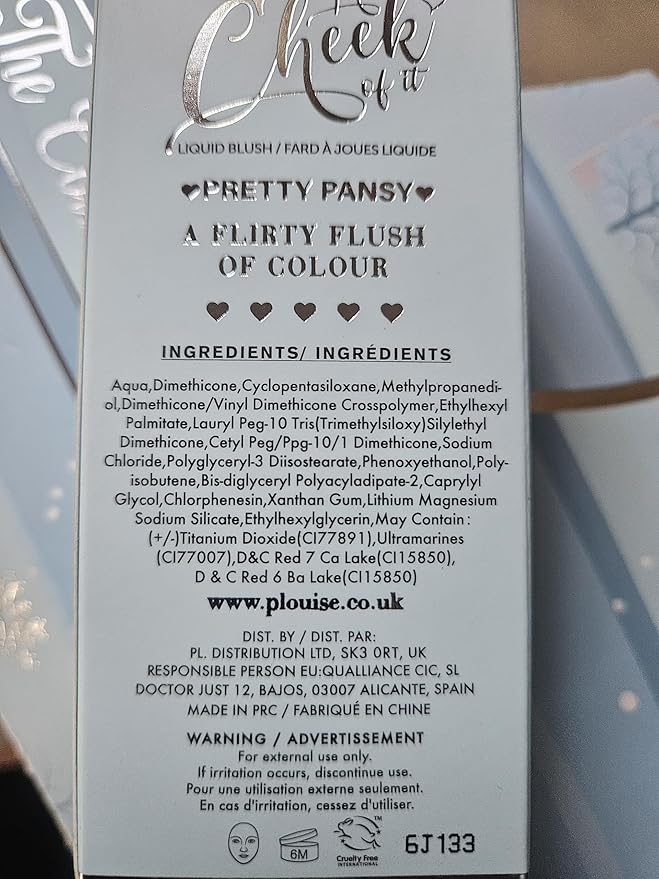 The
Cheek
of it
LIQUID BLUSH / FARD À JOUES LIQUIDE
♥PRETTY PANSY♥
A FLIRTY FLUSH
OF COLOUR
INGREDIENTS/ INGRÉDIENTS
Aqua,Dimethicone,Cyclopentasiloxane,Methylpropanedi-
ol,Dimethicone/Vinyl Dimethicone Crosspolymer,Ethylhexyl
Palmitate,Lauryl Peg-10 Tris(Trimethylsiloxy)Silylethyl
Dimethicone,Cetyl Peg/Ppg-10/1 Dimethicone,Sodium
Chloride,Polyglyceryl-3 Diisostearate,Phenoxyethanol,Poly-
isobutene,Bis-diglyceryl Polyacyladipate-2,Caprylyl
Glycol,Chlorphenesin,Xanthan Gum,Lithium Magnesium
Sodium Silicate,Ethylhexylglycerin,May Contain:
(+/-)Titanium Dioxide(CI77891),Ultramarines
(CI77007),D&C Red 7 Ca Lake(CI15850),
D & C Red 6 Ba Lake(CI15850)
www.plouise.co.uk
DIST. BY / DIST. PAR:
PL. DISTRIBUTION LTD, SK3 0RT, UK
RESPONSIBLE PERSON EU:QUALLIANCE CIC, SL
DOCTOR JUST 12, BAJOS, 03007 ALICANTE, SPAIN
MADE IN PRC / FABRIQUÉ EN CHINE
WARNING / ADVERTISSEMENT
For external use only.
If irritation occurs, discontinue use.
Pour une utilisation externe seulement.
En cas d'irritation, cessez d'utiliser.
6M
Cruelty Free
INTERNATIONAL
TM
6J133